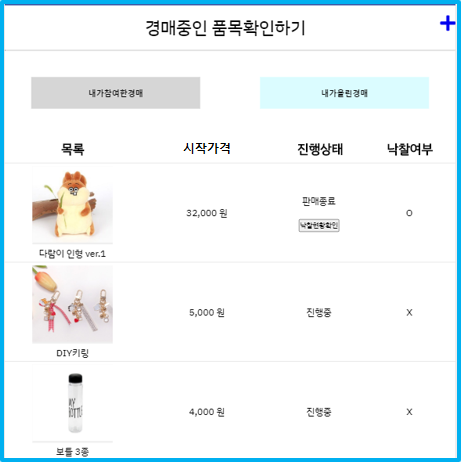 경매중인 품목확인하기
내가참여한경매
내가올린경매
목록
시작가격
진행상태
낙찰여부
다람이 인형 ver.1
32,000 원
판매종료
낙찰현황확인
O
DIY키링
5,000 원
진행중
X
MY
BOTTLE
보틀 3종
4,000 원
진행중
X